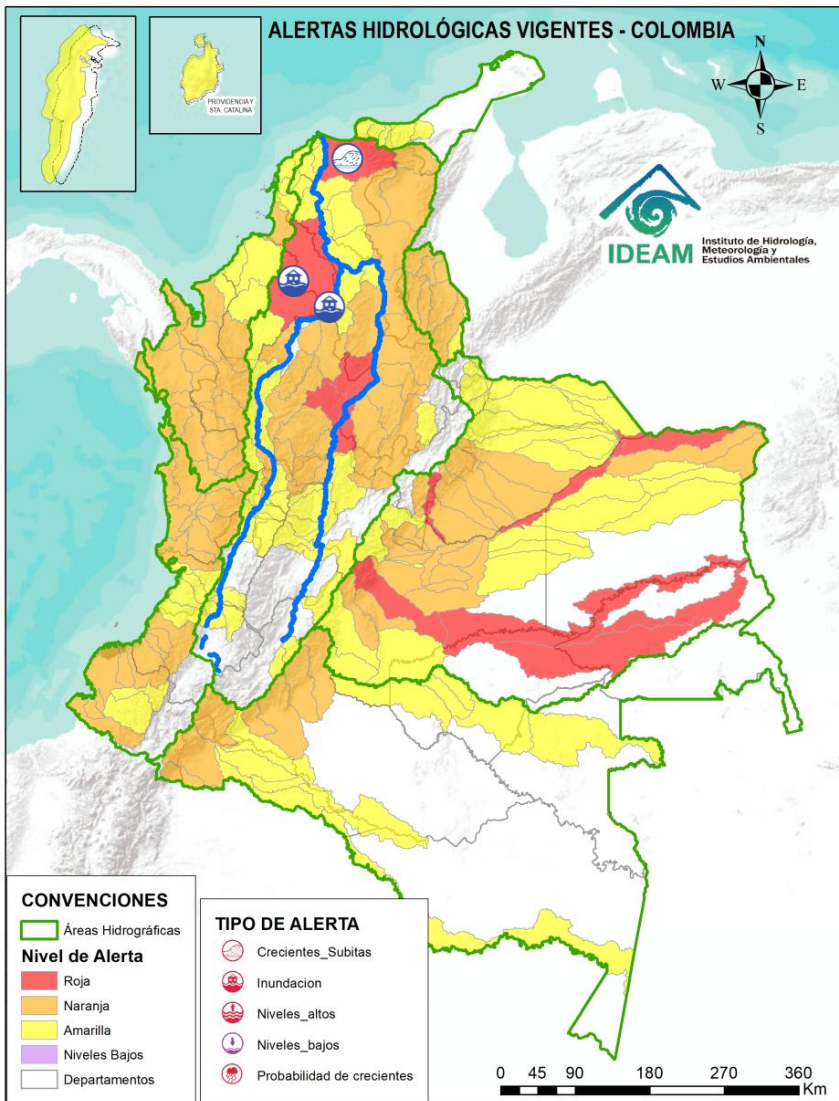 ALERTAS HIDROLÓGICAS VIGENTES - COLOMBIA
PROVIDENCIA Y
STA. CATALINA
N
W
E
S
IDEAM
Instituto de Hidrología,
Meteorología y
Estudios Ambientales
CONVENCIONES
Áreas Hidrográficas
Nivel de Alerta
Roja
Naranja
Amarilla
Niveles Bajos
Departamentos
TIPO DE ALERTA
Crecientes_Subitas
Inundacion
Niveles_altos
Niveles_bajos
Probabilidad de crecientes
0 45 90 180 270 360
Km